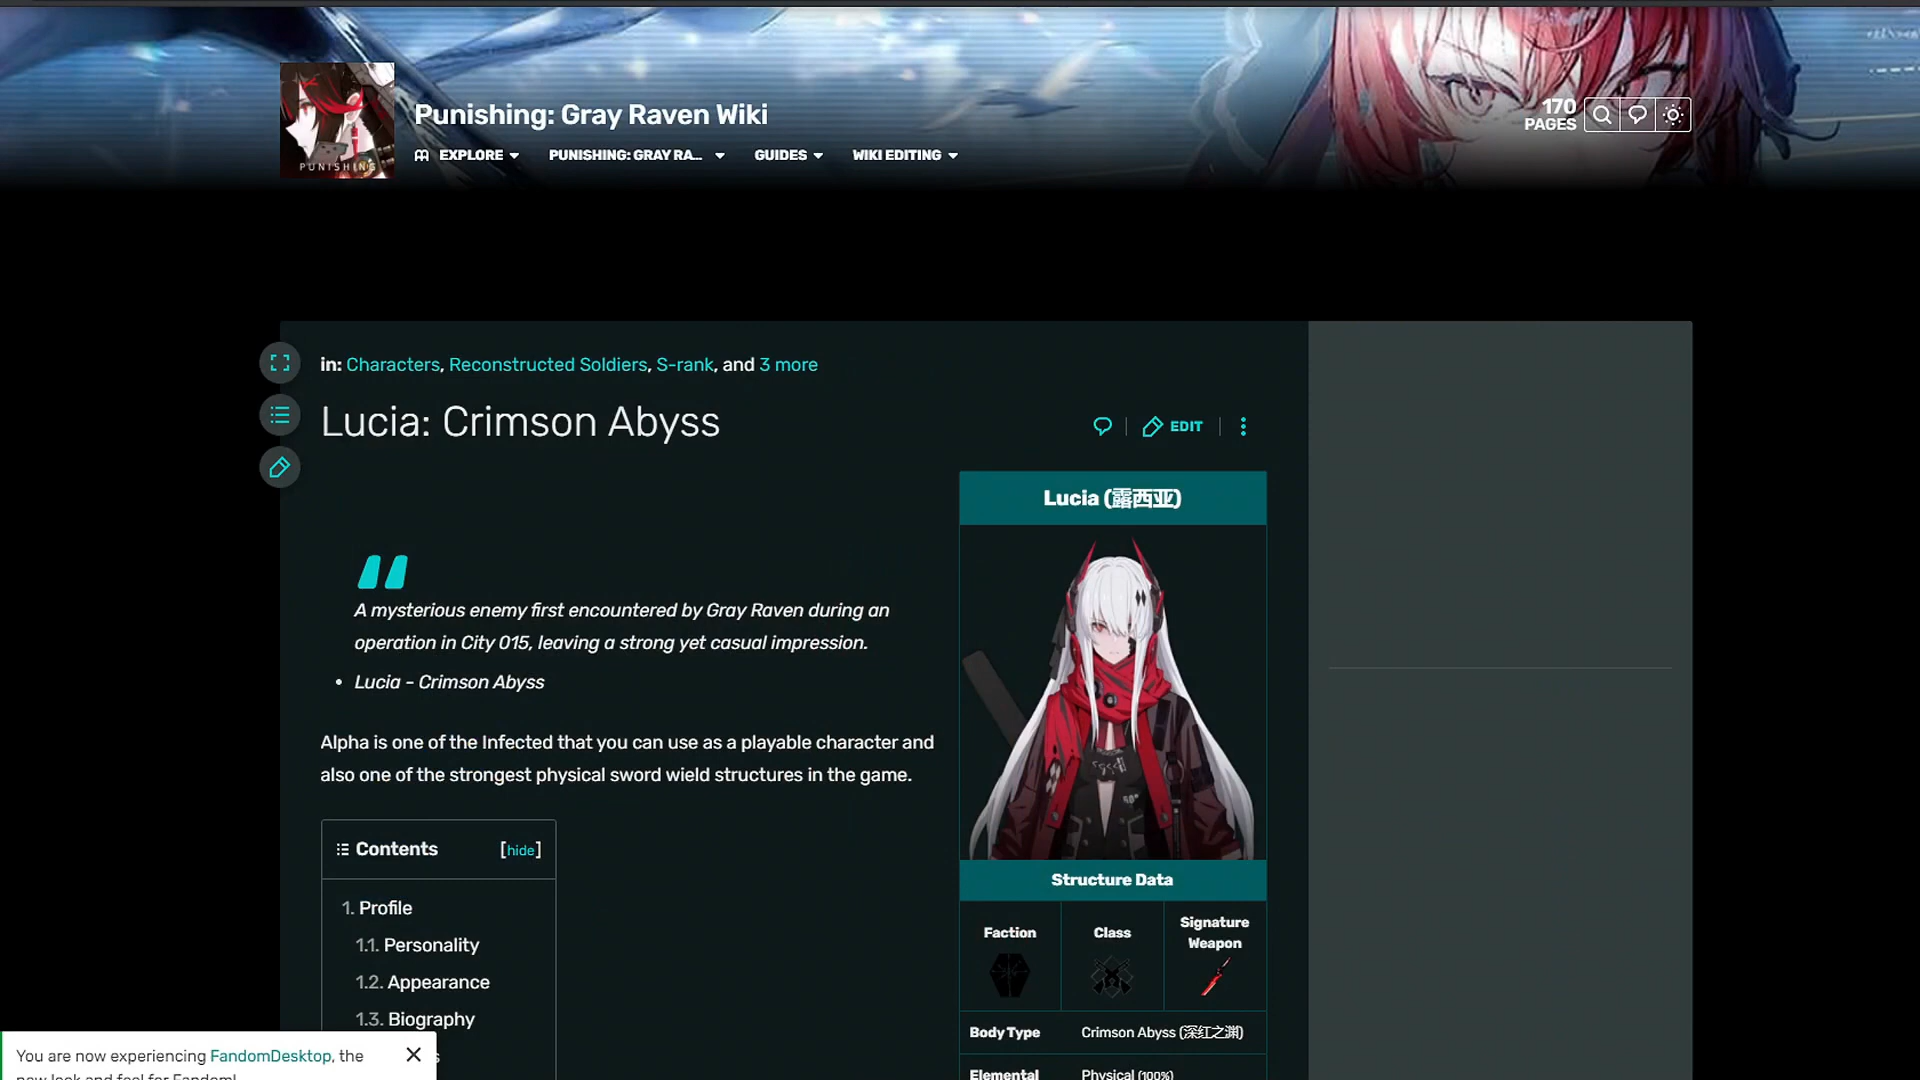 PUNISHING
Punishing: Gray Raven Wiki
EXPLORE
PUNISHING: GRAY RA...
GUIDES
WIKI EDITING
170
PAGES
in: Characters, Reconstructed Soldiers, S-rank, and 3 more
Lucia: Crimson Abyss
EDIT
A mysterious enemy first encountered by Gray Raven during an
operation in City 015, leaving a strong yet casual impression.
• Lucia - Crimson Abyss
Alpha is one of the Infected that you can use as a playable character and
also one of the strongest physical sword wield structures in the game.
Contents [hide]
1. Profile
1.1. Personality
1.2. Appearance
1.3. Biography
Lucia (露西亚)
Structure Data
Faction
Class
Signature
Weapon
Body Type Crimson Abyss (深红之渊)
Elemental Physical (100%)
You are now experiencing FandomDesktop, the
new look and feel for Fandom!